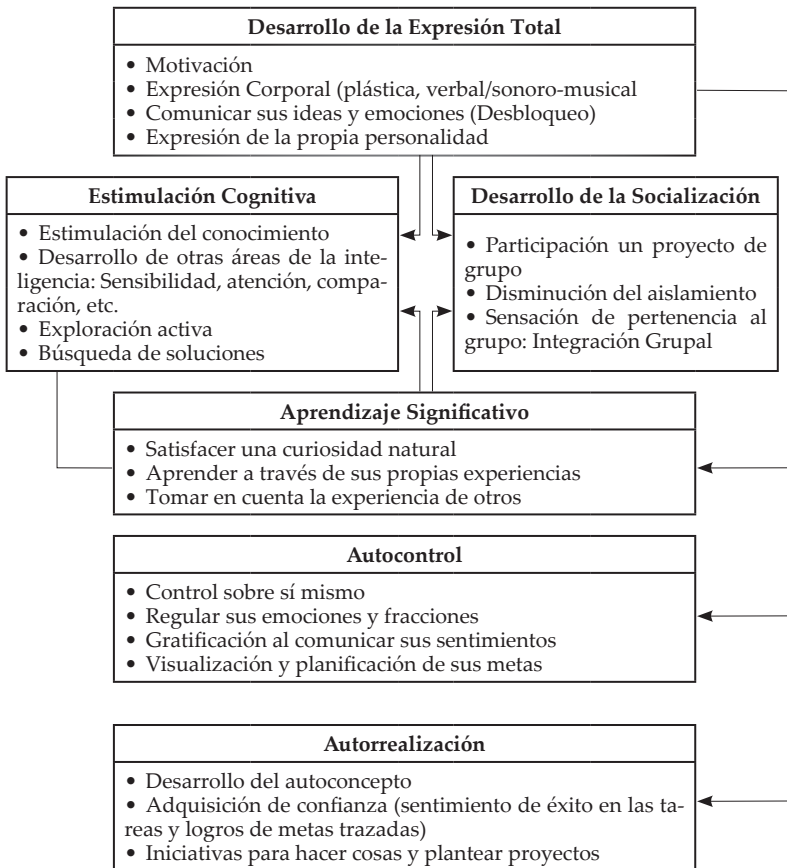 Desarrollo de la Expresión Total
• Motivación
• Expresión Corporal (plástica, verbal/sonoro-musical
• Comunicar sus ideas y emociones (Desbloqueo)
• Expresión de la propia personalidad
Estimulación Cognitiva
• Estimulación del conocimiento
• Desarrollo de otras áreas de la inte-
ligencia: Sensibilidad, atención, compa-
ración, etc.
• Exploración activa
• Búsqueda de soluciones
Desarrollo de la Socialización
• Participación un proyecto de
grupo
• Disminución del aislamiento
• Sensación de pertenencia al
grupo: Integración Grupal
Aprendizaje Significativo
• Satisfacer una curiosidad natural
• Aprender a través de sus propias experiencias
• Tomar en cuenta la experiencia de otros
Autocontrol
• Control sobre sí mismo
• Regular sus emociones y fracciones
• Gratificación al comunicar sus sentimientos
• Visualización y planificación de sus metas
Autorrealización
• Desarrollo del autoconcepto
• Adquisición de confianza (sentimiento de éxito en las ta-
reas y logros de metas trazadas)
• Iniciativas para hacer cosas y plantear proyectos